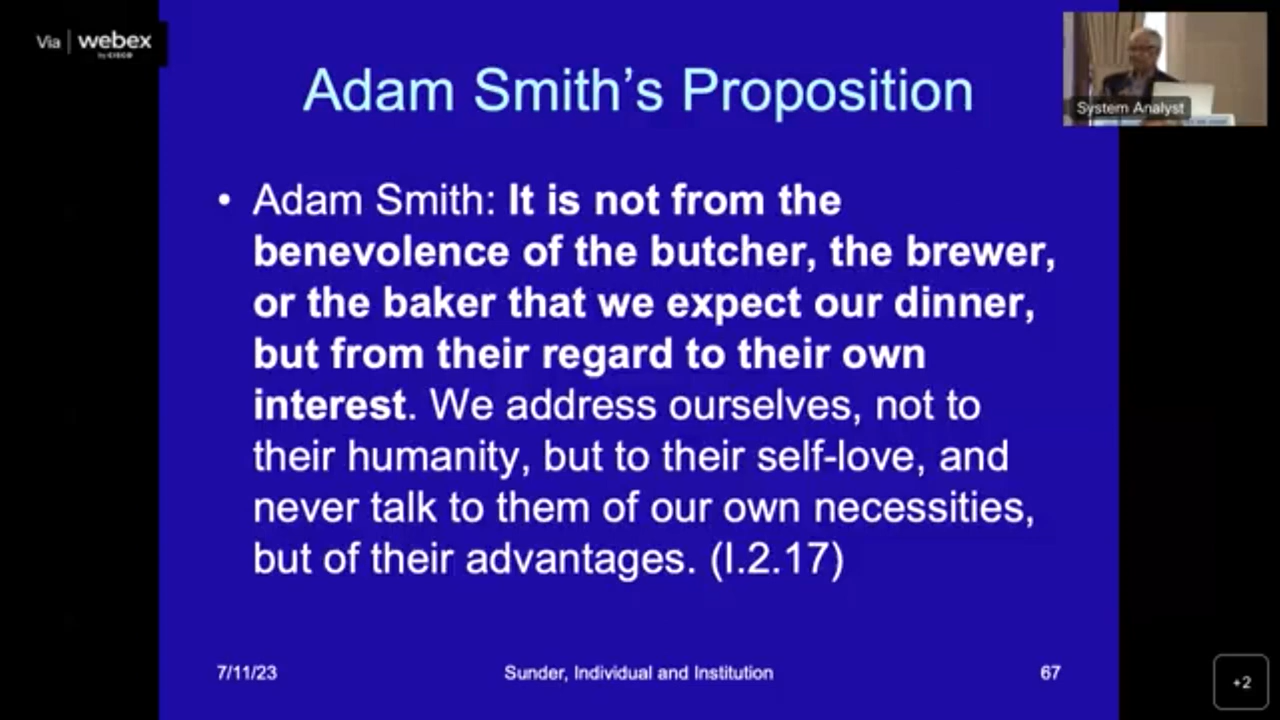 Via | webex
by CISCO
Adam Smith's Proposition
System Analyst
• Adam Smith: It is not from the
benevolence of the butcher, the brewer,
or the baker that we expect our dinner,
but from their regard to their own
interest. We address ourselves, not to
their humanity, but to their self-love, and
never talk to them of our own necessities,
but of their advantages. (I.2.17)
7/11/23
Sunder, Individual and Institution
67
+2